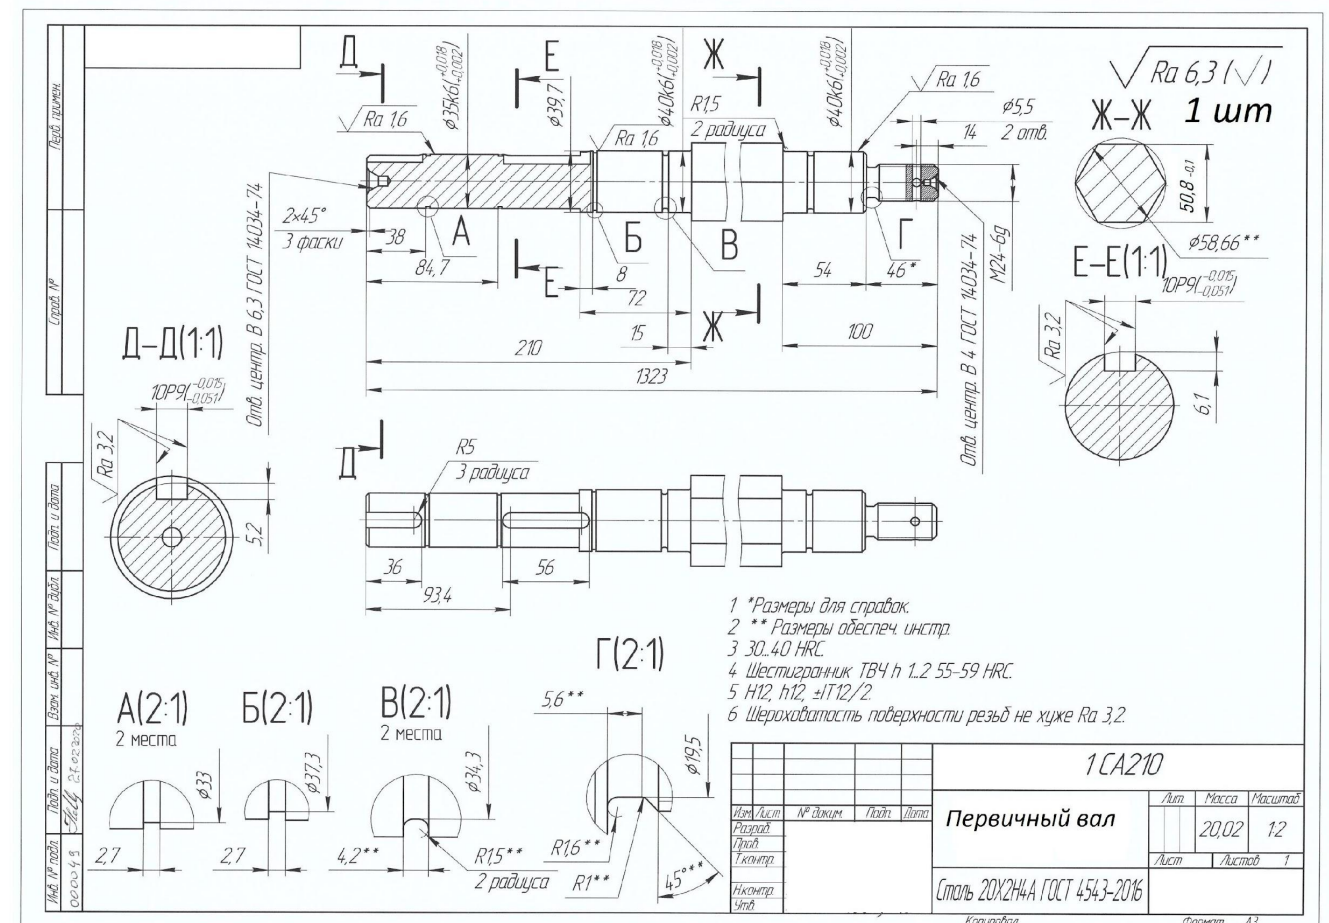 Перв. примен.
Справ. №
Подп. и дата
Инв. № дубл.
Взам. инв. №
Подп. и дата
Инв. № подл.
000049
Д
Е
Ж
Ra 1,6
Ø35k6(+0,018 +0,002)
Ø39,7
Ra 1,6
Ø40k6(+0,018 +0,002)
R1,5
2 радиуса
Ø40k6(+0,018 +0,002)
Ra 1,6
Ø5,5
2 отв.
14
Ra 6,3 (√)
Ж–Ж 1 шт
50,8-0,1
Ø58,66**
М24-6g
Отв. центр. В 4 ГОСТ 14034-74
Отв. центр. В 6,3 ГОСТ 14034-74
2×45°
3 фаски
38
84,7
А
Б
В
Г
Е
8
72
15
Ж
54
46*
100
210
1323
Е–Е(1:1)
10P9(-0,015 -0,051)
Ra 3,2
6,1
Д–Д(1:1)
10P9(-0,015 -0,051)
Ra 3,2
5,2
Д
R5
3 радиуса
36
56
93,4
1 *Размеры для справок.
2 ** Размеры обеспеч. инстр.
3 30...40 HRC.
4 Шестигранник ТВЧ h 1...2 55-59 HRC.
5 H12, h12, ±IT12/2.
6 Шероховатость поверхности резьб не хуже Ra 3,2.
А(2:1)
2 места
Ø33
2,7
Б(2:1)
Ø37,3
2,7
В(2:1)
2 места
Ø34,3
4,2**
R1,5**
2 радиуса
Г(2:1)
5,6**
Ø19,5
R1,6**
R1**
45°**
1 СА210
Изм. Лист № докум. Подп. Дата
Разраб.
Пров.
Т.контр.
Н.контр.
Утв.
Первичный вал
Лит. Масса Масштаб
20,02 1:2
Лист Листов 1
Сталь 20Х2Н4А ГОСТ 4543-2016
Копировал Формат А3